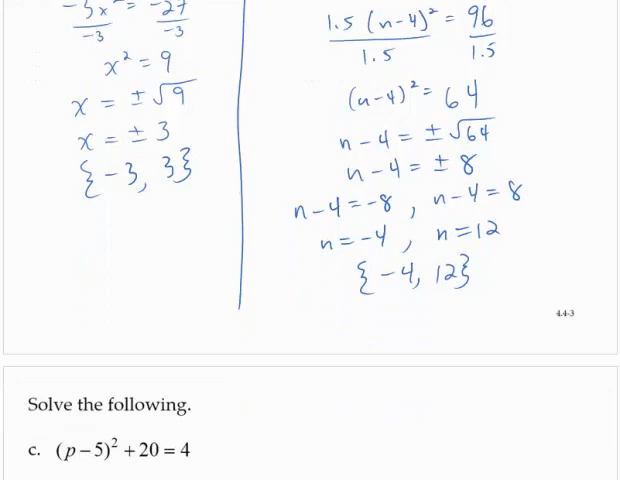 -3x² = -27
-3 -3
x² = 9
x = ±√9
x = ± 3
{-3, 3}
1.5 (n-4)² = 96
1.5 1.5
(n-4)² = 64
n-4 = ±√64
n-4 = ± 8
n-4 = -8 , n-4 = 8
n = -4 , n = 12
{-4, 12}
4.4-3
Solve the following.
c. (p − 5)² + 20 = 4